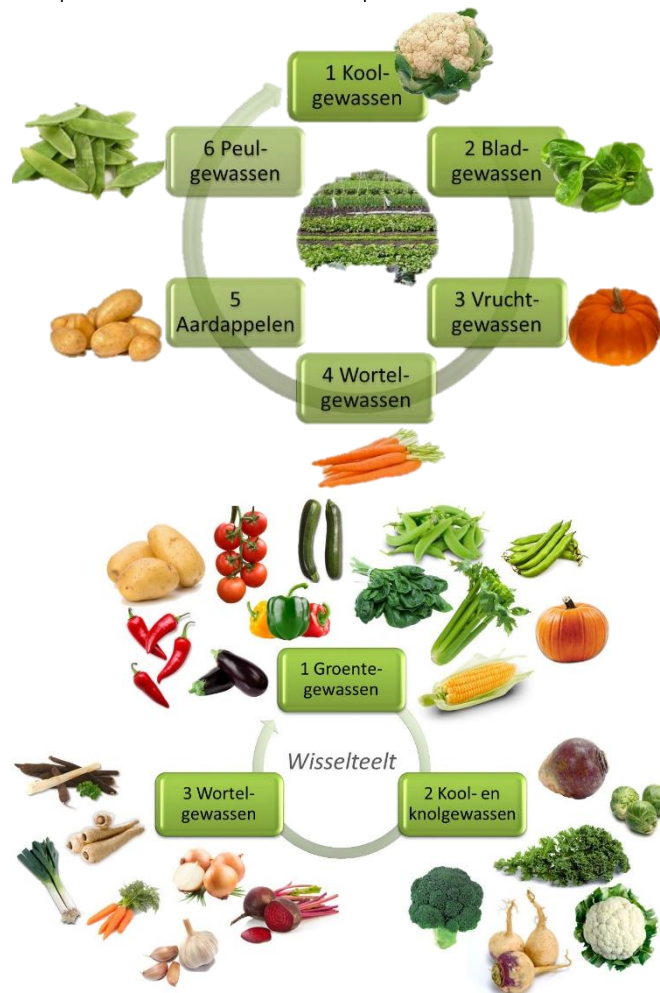 1 Kool-
gewassen
6 Peul-
gewassen
2 Blad-
gewassen
5
Aardappelen
3 Vrucht-
gewassen
4 Wortel-
gewassen
1 Groente-
gewassen
Wisselteelt
3 Wortel-
gewassen
2 Kool- en
knolgewassen